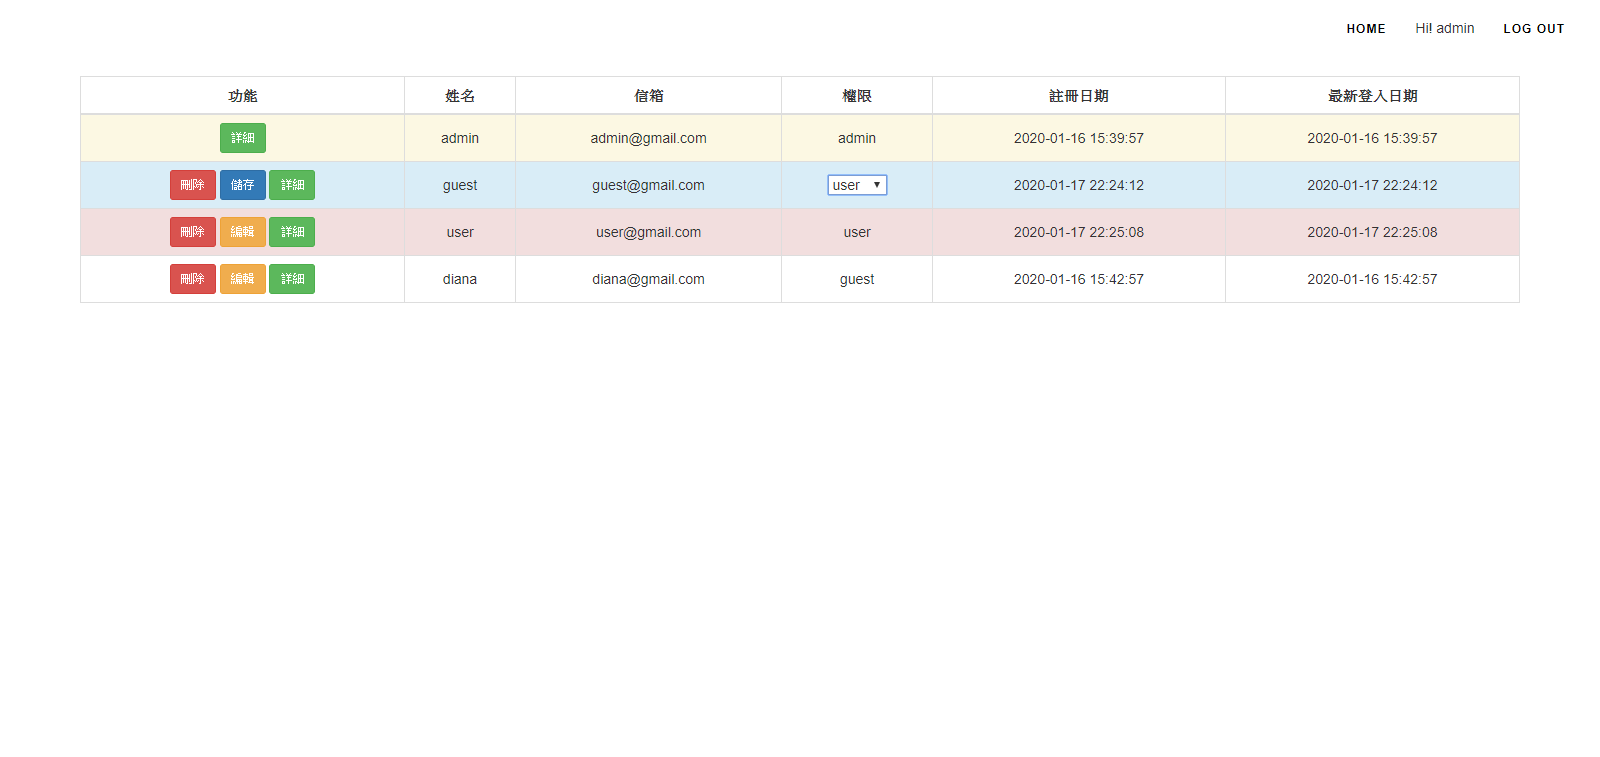 HOME Hi! admin LOG OUT
功能 姓名 信箱 權限 註冊日期 最新登入日期
詳細 admin admin@gmail.com admin 2020-01-16 15:39:57 2020-01-16 15:39:57
刪除 儲存 詳細 guest guest@gmail.com user 2020-01-17 22:24:12 2020-01-17 22:24:12
刪除 編輯 詳細 user user@gmail.com user 2020-01-17 22:25:08 2020-01-17 22:25:08
刪除 編輯 詳細 diana diana@gmail.com guest 2020-01-16 15:42:57 2020-01-16 15:42:57